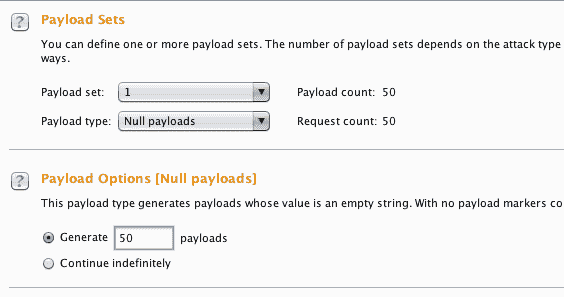 ? Payload Sets
You can define one or more payload sets. The number of payload sets depends on the attack type
ways.
Payload set: 1 Payload count: 50
Payload type: Null payloads Request count: 50
? Payload Options [Null payloads]
This payload type generates payloads whose value is an empty string. With no payload markers co
Generate 50 payloads
Continue indefinitely